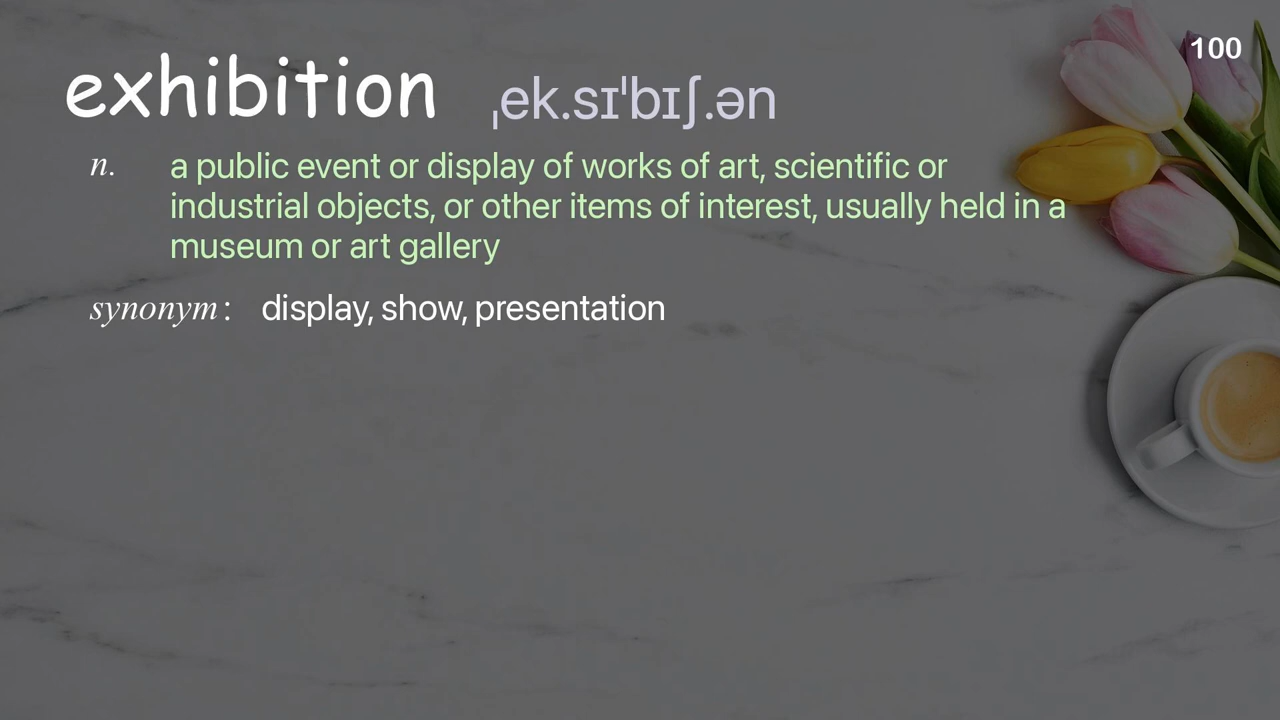 100
exhibition ˌek.sɪˈbɪʃ.ən
n. a public event or display of works of art, scientific or
industrial objects, or other items of interest, usually held in a
museum or art gallery
synonym: display, show, presentation